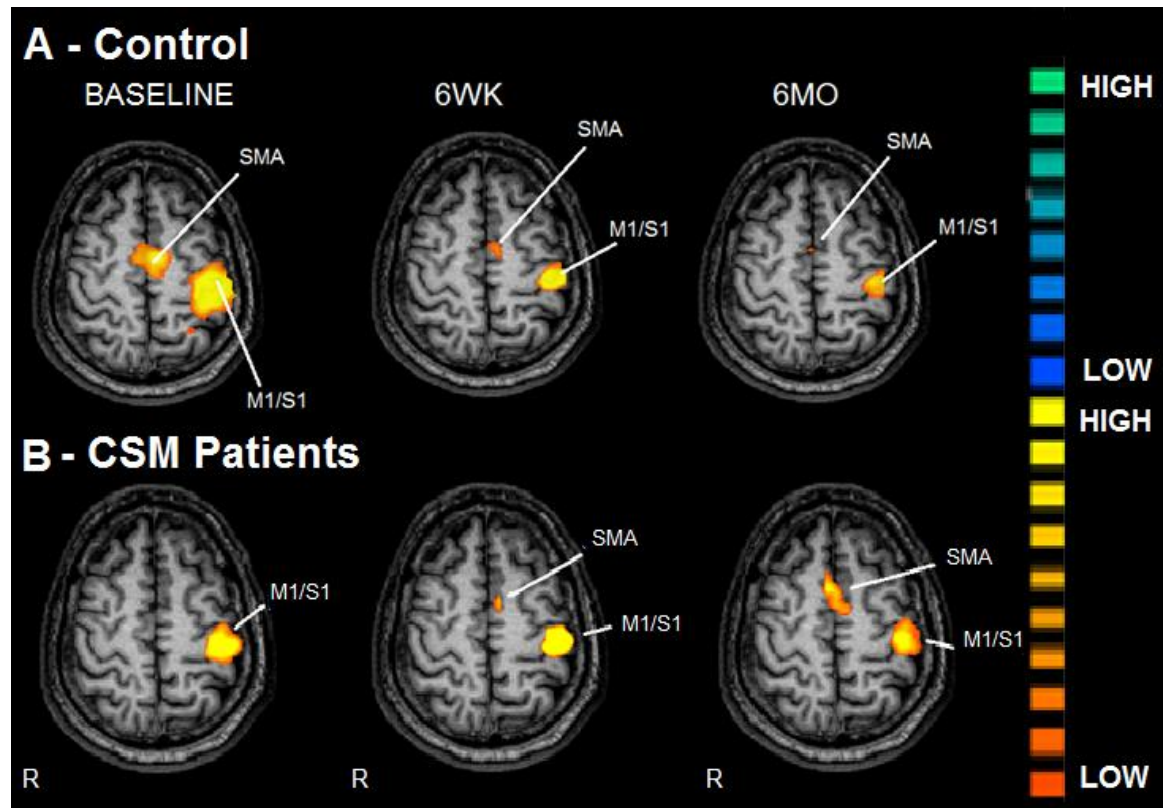 A - Control
BASELINE
6WK
6MO
HIGH
SMA
SMA
SMA
M1/S1
M1/S1
M1/S1
LOW
HIGH
B - CSM Patients
SMA
SMA
M1/S1
M1/S1
M1/S1
R
R
R
LOW